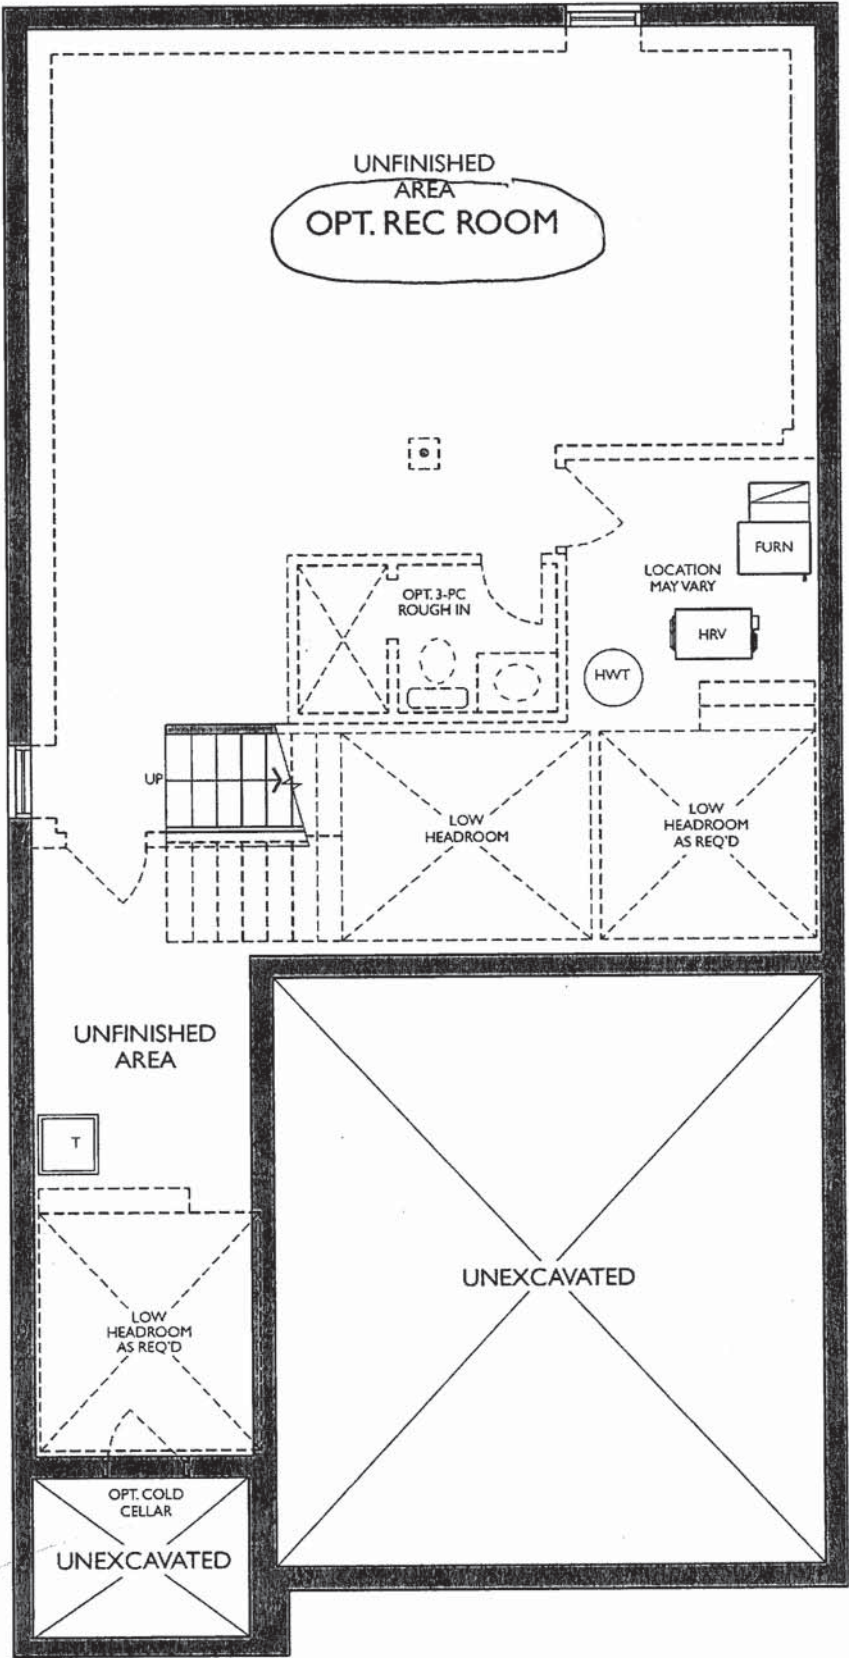 UNFINISHED
AREA
OPT. REC ROOM
FURN
LOCATION
MAY VARY
OPT. 3-PC
ROUGH IN
HRV
HWT
UP
LOW
HEADROOM
LOW
HEADROOM
AS REQ'D
UNFINISHED
AREA
T
UNEXCAVATED
LOW
HEADROOM
AS REQ'D
OPT. COLD
CELLAR
UNEXCAVATED